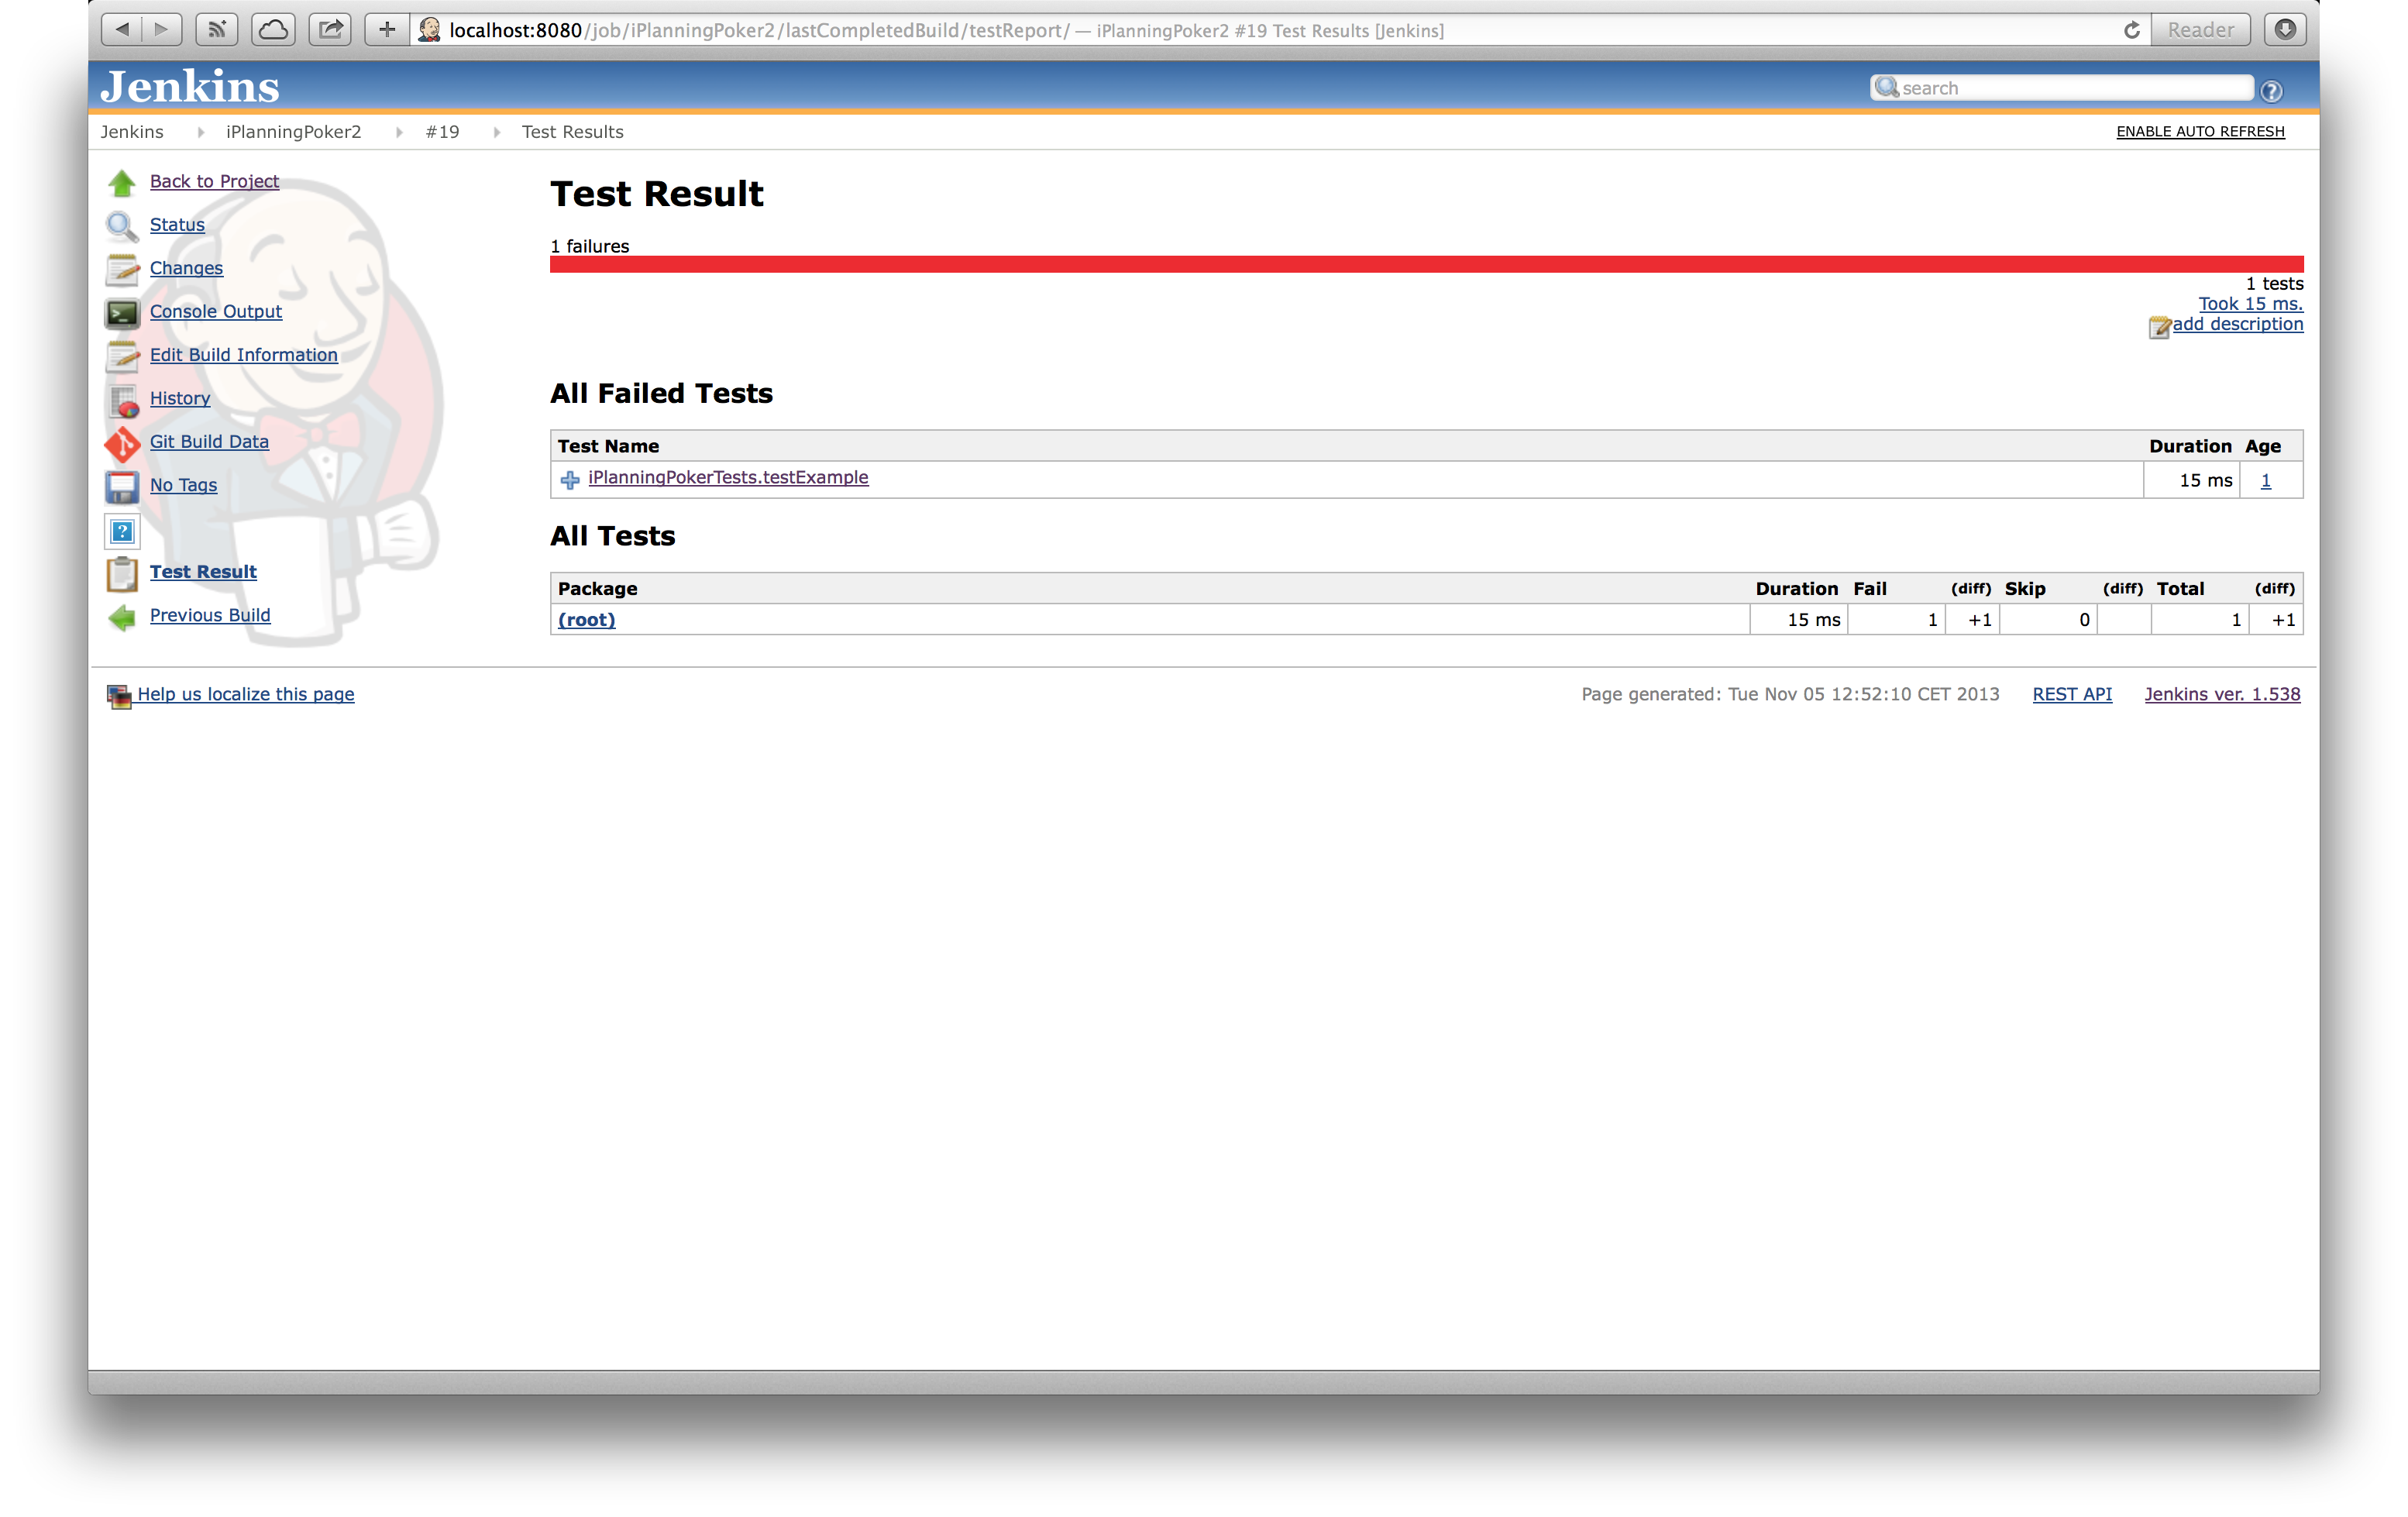 localhost:8080/job/iPlanningPoker2/lastCompletedBuild/testReport/ — iPlanningPoker2 #19 Test Results [Jenkins]
Reader
Jenkins
search
?
Jenkins iPlanningPoker2 #19 Test Results
ENABLE AUTO REFRESH
Back to Project
Status
Changes
Console Output
Edit Build Information
History
Git Build Data
No Tags
?
Test Result
Previous Build
Test Result
1 failures
1 tests
Took 15 ms.
add description
All Failed Tests
Test Name Duration Age
iPlanningPokerTests.testExample 15 ms 1
All Tests
Package Duration Fail (diff) Skip (diff) Total (diff)
(root) 15 ms 1 +1 0 1 +1
Help us localize this page
Page generated: Tue Nov 05 12:52:10 CET 2013 REST API Jenkins ver. 1.538